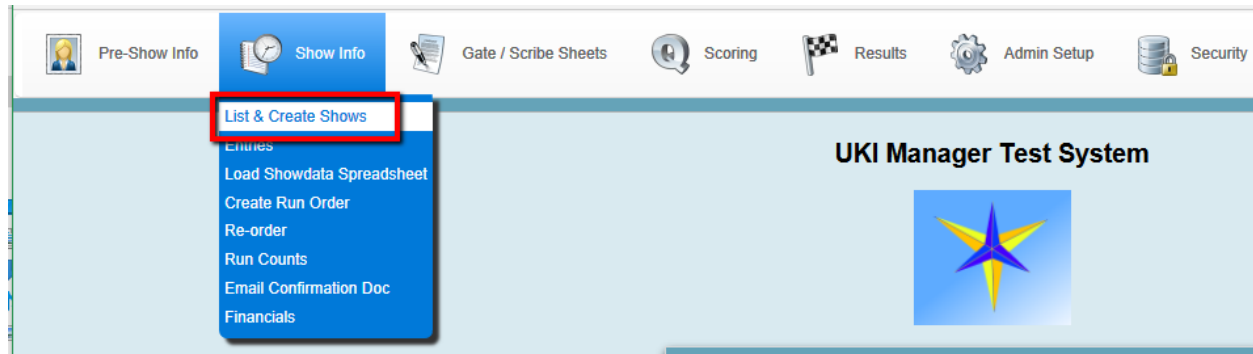 Pre-Show Info Show Info Gate / Scribe Sheets Scoring Results Admin Setup Security
List & Create Shows
Entries
Load Showdata Spreadsheet
Create Run Order
Re-order
Run Counts
Email Confirmation Doc
Financials
UKI Manager Test System